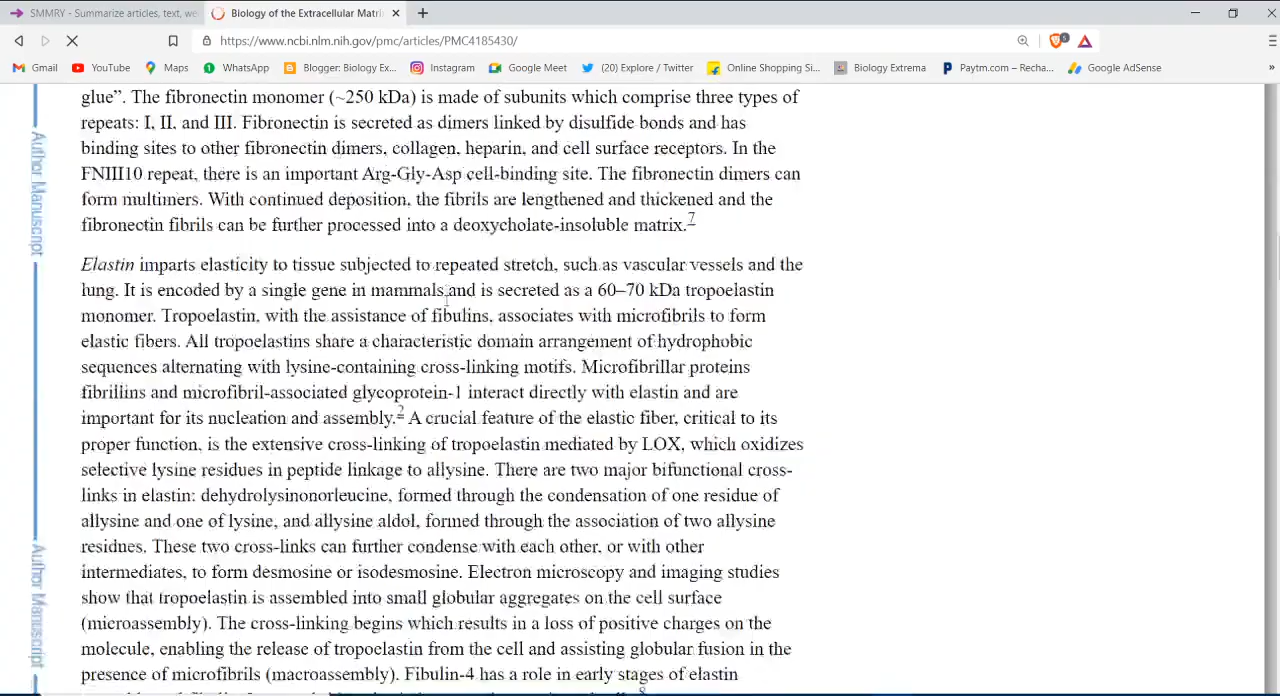 SMMRY - Summarize articles, text, we
Biology of the Extracellular Matri
https://www.ncbi.nlm.nih.gov/pmc/articles/PMC4185430/
5
Gmail
YouTube
Maps
WhatsApp
Blogger: Biology ...
Instagram
Google Meet
(20) Explore / Twitter
Online Shopping Si...
Biology Extrema
Paytm.com – Recha...
Google AdSense
»
glue”. The fibronectin monomer (~250 kDa) is made of subunits which comprise three types of
repeats: I, II, and III. Fibronectin is secreted as dimers linked by disulfide bonds and has
binding sites to other fibronectin dimers, collagen, heparin, and cell surface receptors. In the
FNIII10 repeat, there is an important Arg-Gly-Asp cell-binding site. The fibronectin dimers can
form multimers. With continued deposition, the fibrils are lengthened and thickened and the
fibronectin fibrils can be further processed into a deoxycholate-insoluble matrix.7
Elastin imparts elasticity to tissue subjected to repeated stretch, such as vascular vessels and the
lung. It is encoded by a single gene in mammals and is secreted as a 60–70 kDa tropoelastin
monomer. Tropoelastin, with the assistance of fibulins, associates with microfibrils to form
elastic fibers. All tropoelastins share a characteristic domain arrangement of hydrophobic
sequences alternating with lysine-containing cross-linking motifs. Microfibrillar proteins
fibrillins and microfibril-associated glycoprotein-1 interact directly with elastin and are
important for its nucleation and assembly.2 A crucial feature of the elastic fiber, critical to its
proper function, is the extensive cross-linking of tropoelastin mediated by LOX, which oxidizes
selective lysine residues in peptide linkage to allysine. There are two major bifunctional cross-
links in elastin: dehydrolysinonorleucine, formed through the condensation of one residue of
allysine and one of lysine, and allysine aldol, formed through the association of two allysine
residues. These two cross-links can further condense with each other, or with other
intermediates, to form desmosine or isodesmosine. Electron microscopy and imaging studies
show that tropoelastin is assembled into small globular aggregates on the cell surface
(microassembly). The cross-linking begins which results in a loss of positive charges on the
molecule, enabling the release of tropoelastin from the cell and assisting globular fusion in the
presence of microfibrils (macroassembly). Fibulin has a role in early stages of elastin
8
Author Manuscript
Author Manuscript